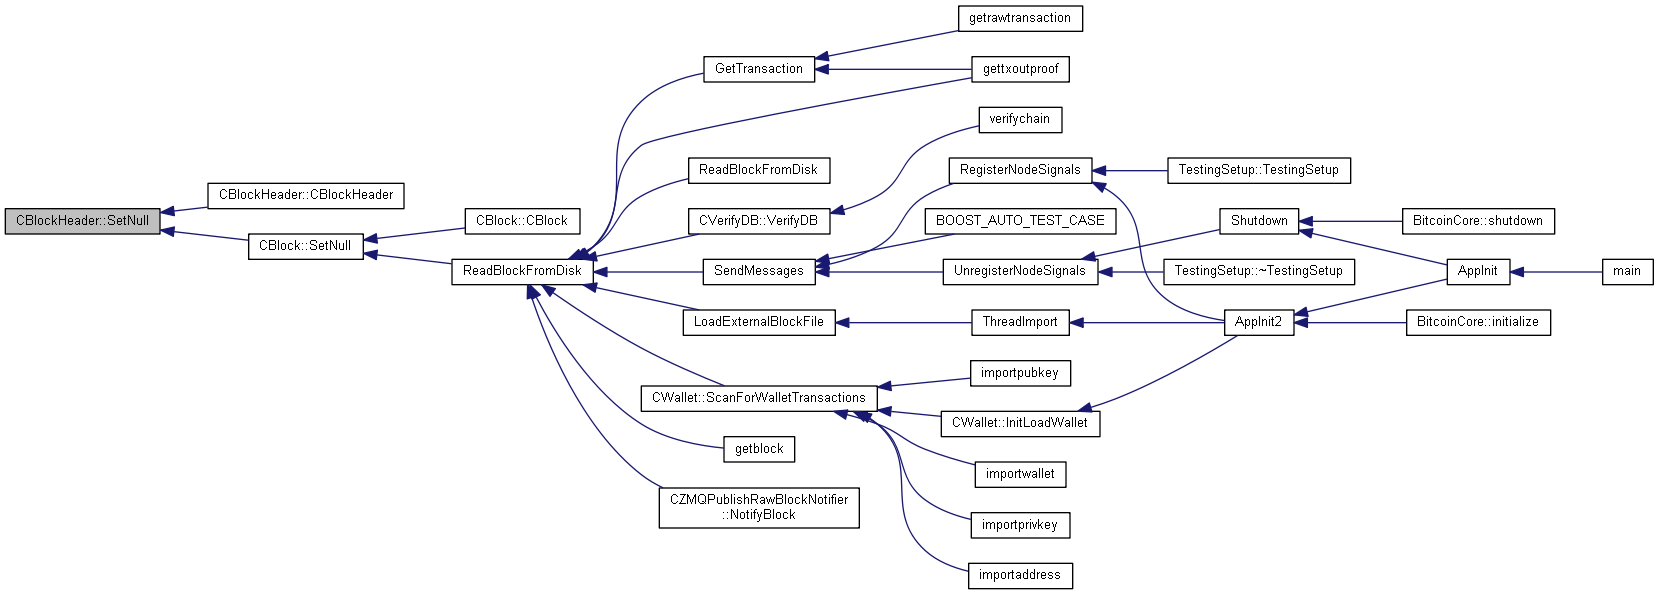 getrawtransaction
GetTransaction
gettxoutproof
verifychain
ReadBlockFromDisk
RegisterNodeSignals
TestingSetup::TestingSetup
CBlockHeader::CBlockHeader
CBlockHeader::SetNull
CBlock::CBlock
CVerifyDB::VerifyDB
BOOST_AUTO_TEST_CASE
Shutdown
BitcoinCore::shutdown
CBlock::SetNull
ReadBlockFromDisk
SendMessages
UnregisterNodeSignals
TestingSetup::~TestingSetup
AppInit
main
LoadExternalBlockFile
ThreadImport
AppInit2
BitcoinCore::initialize
importpubkey
CWallet::ScanForWalletTransactions
CWallet::InitLoadWallet
getblock
importwallet
CZMQPublishRawBlockNotifier
::NotifyBlock
importprivkey
importaddress